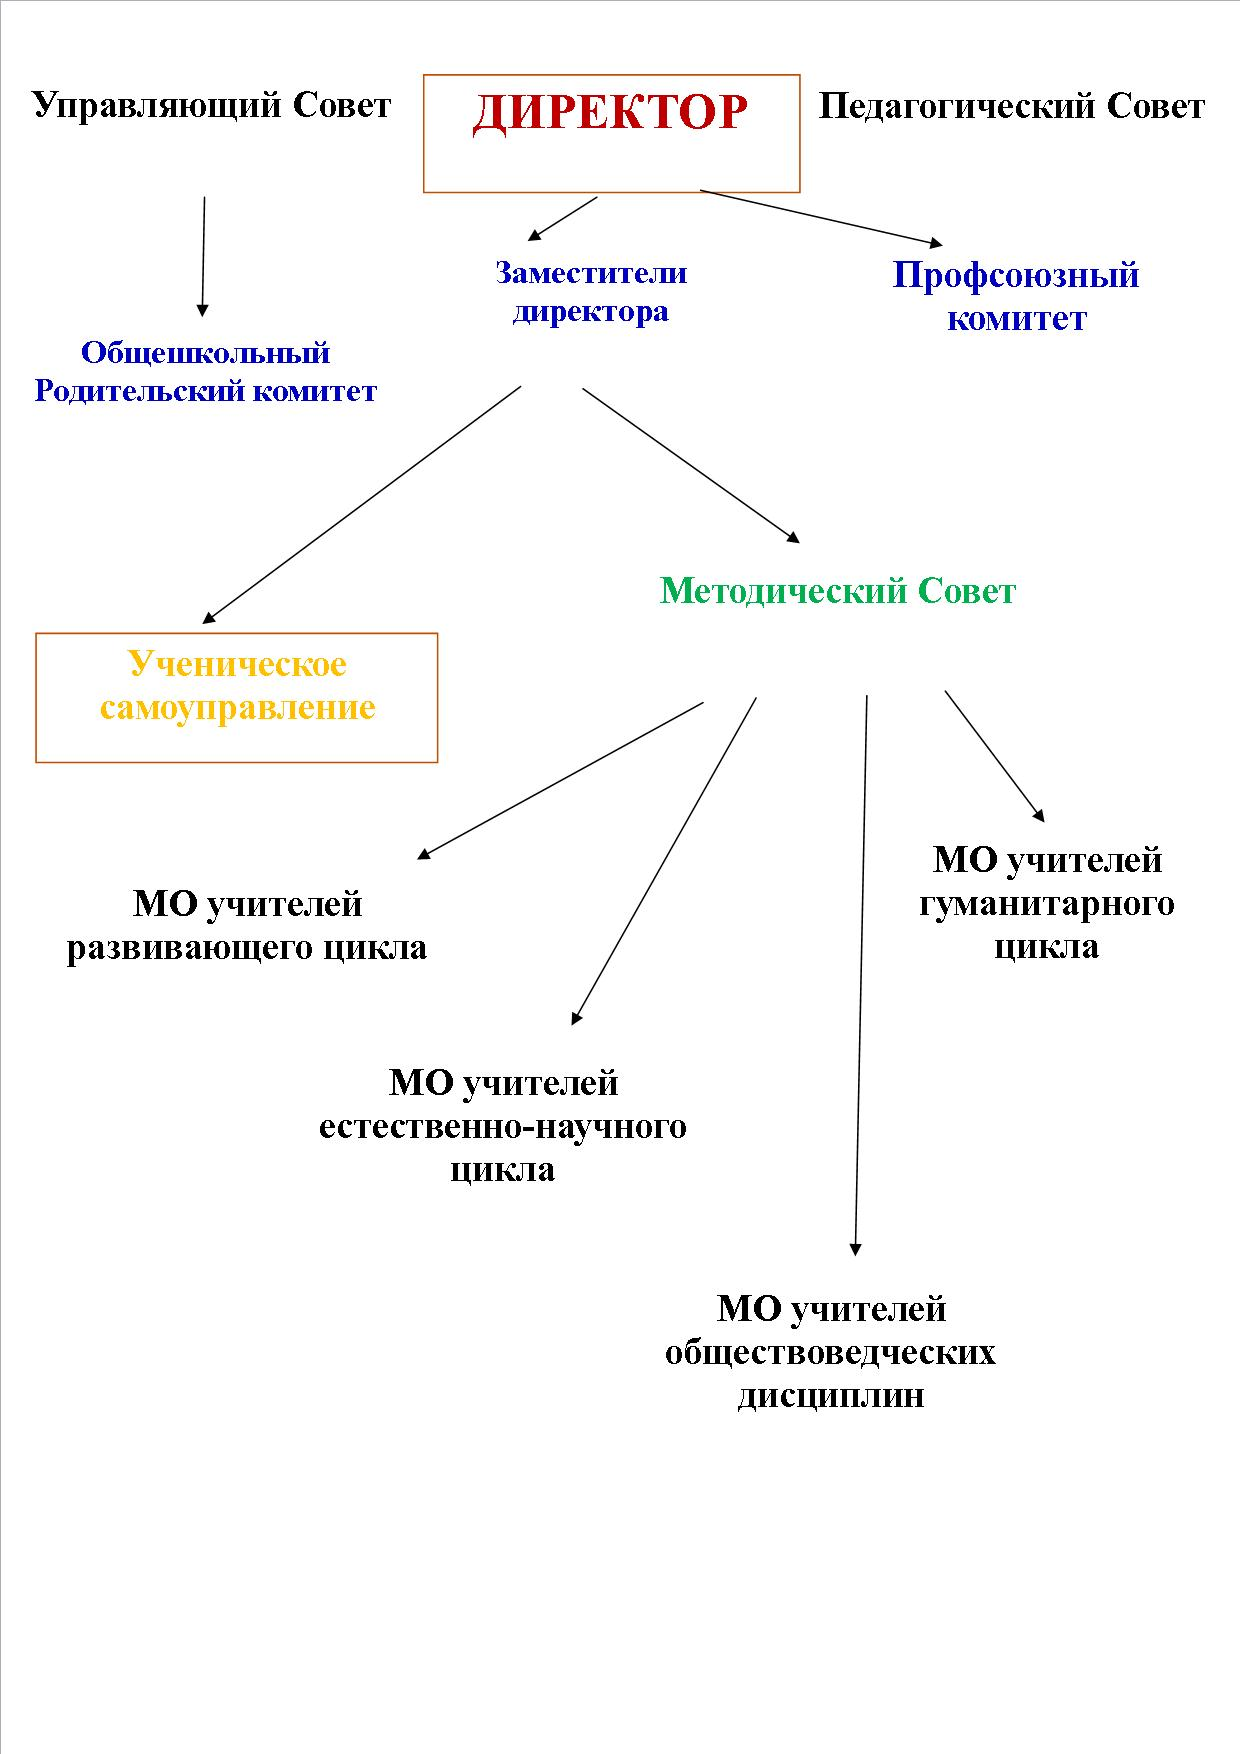 Управляющий Совет
ДИРЕКТОР
Педагогический Совет
Заместители
директора
Профсоюзный
комитет
Общешкольный
Родительский комитет
Методический Совет
Ученическое
самоуправление
МО учителей
гуманитарного
цикла
МО учителей
развивающего цикла
МО учителей
естественно-научного
цикла
МО учителей
обществоведческих
дисциплин